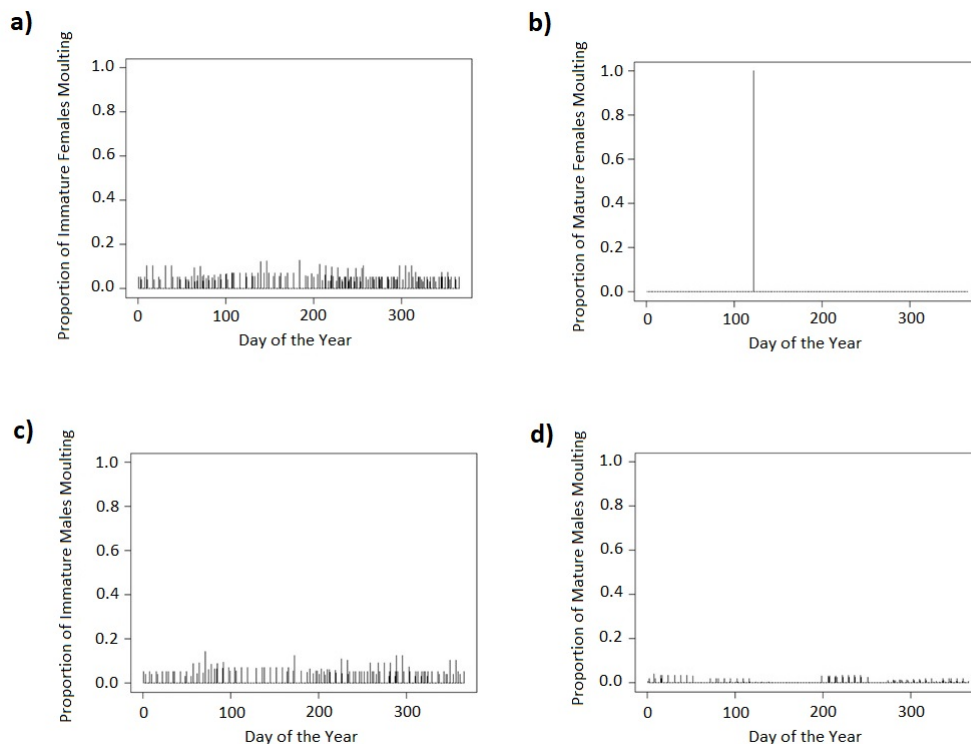 a)
Proportion of Immature Females Moulting
1.0
0.8
0.6
0.4
0.2
0.0
0 100 200 300
Day of the Year
b)
Proportion of Mature Females Moulting
1.0
0.8
0.6
0.4
0.2
0.0
0 100 200 300
Day of the Year
c)
Proportion of Immature Males Moulting
1.0
0.8
0.6
0.4
0.2
0.0
0 100 200 300
Day of the Year
d)
Proportion of Mature Males Moulting
1.0
0.8
0.6
0.4
0.2
0.0
0 100 200 300
Day of the Year